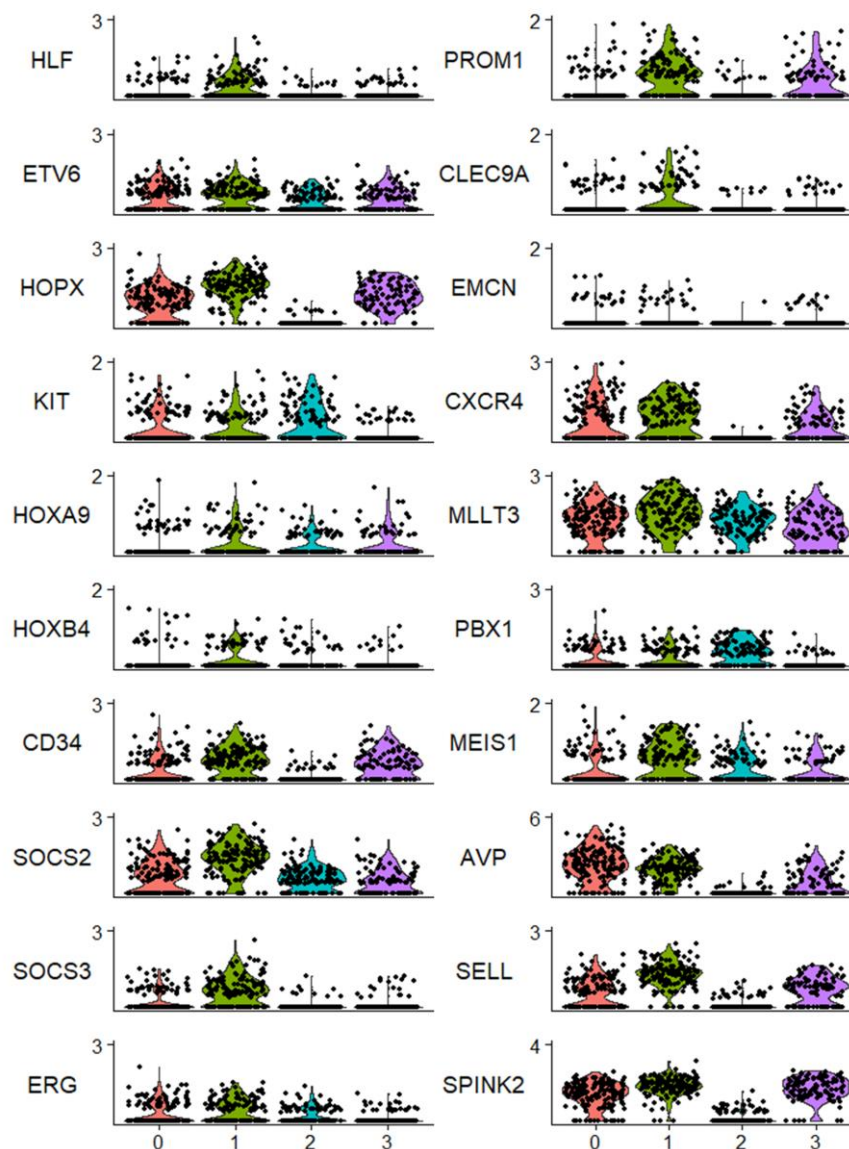 3
HLF
2
PROM1
3
ETV6
2
CLEC9A
3
HOPX
2
EMCN
2
KIT
3
CXCR4
2
HOXA9
3
MLLT3
2
HOXB4
3
PBX1
3
CD34
2
MEIS1
3
SOCS2
6
AVP
3
SOCS3
3
SELL
3
ERG
4
SPINK2
0 1 2 3
0 1 2 3